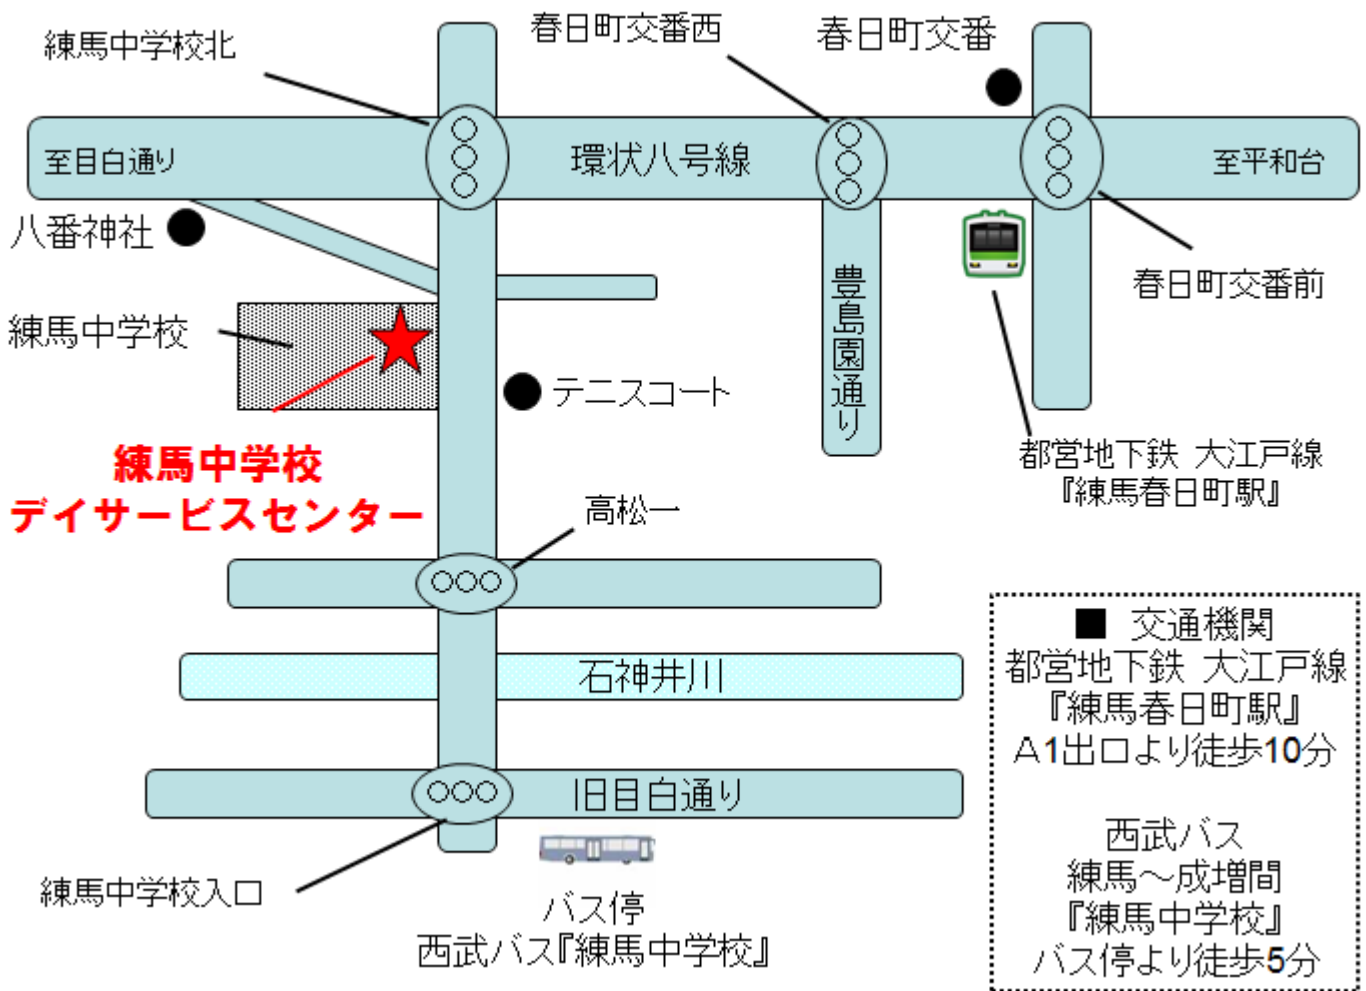 練馬中学校北
春日町交番西
春日町交番
至目白通り
環状八号線
至平和台
八番神社
春日町交番前
豊島園通り
練馬中学校
テニスコート
都営地下鉄 大江戸線
『練馬春日町駅』
練馬中学校
デイサービスセンター
高松一
石神井川
旧目白通り
練馬中学校入口
バス停
西武バス『練馬中学校』
■ 交通機関
都営地下鉄 大江戸線
『練馬春日町駅』
A1出口より徒歩10分
西武バス
練馬～成増間
『練馬中学校』
バス停より徒歩5分